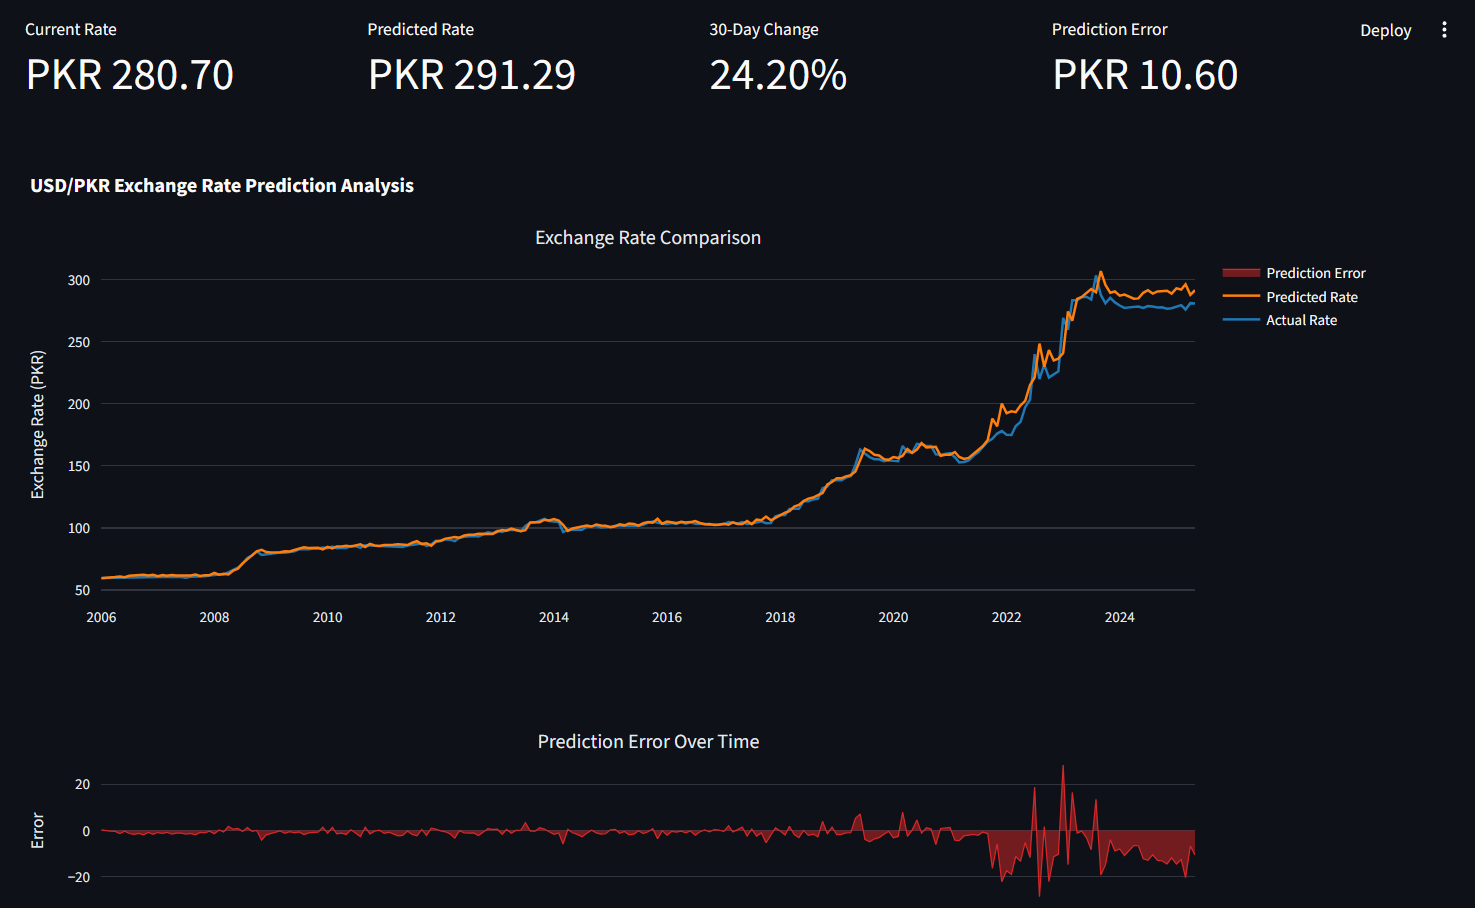 Current Rate
PKR 280.70
Predicted Rate
PKR 291.29
30-Day Change
24.20%
Prediction Error
PKR 10.60
Deploy
USD/PKR Exchange Rate Prediction Analysis
Exchange Rate Comparison
Exchange Rate (PKR)
300
250
200
150
100
50
2006 2008 2010 2012 2014 2016 2018 2020 2022 2024
Prediction Error
Predicted Rate
Actual Rate
Prediction Error Over Time
Error
20
0
−20